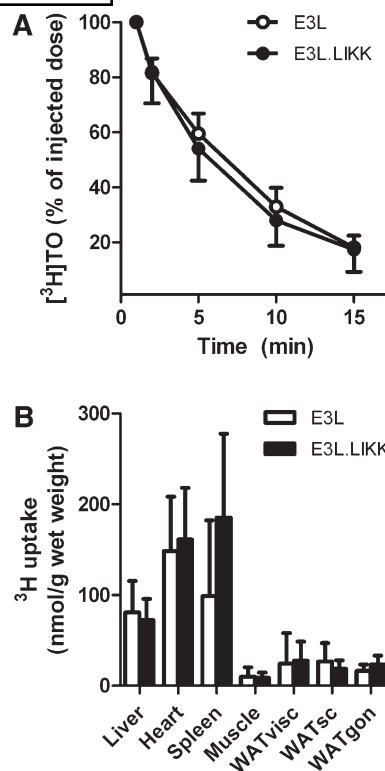 A
E3L
E3L.LIKK
[³H]TO (% of injected dose)
100
80
60
40
20
0 5 10 15
Time (min)
B
E3L
E3L.LIKK
³H uptake
(nmol/g wet weight)
300
200
100
0
Liver Heart Spleen Muscle WATvisc WATsc WATgon